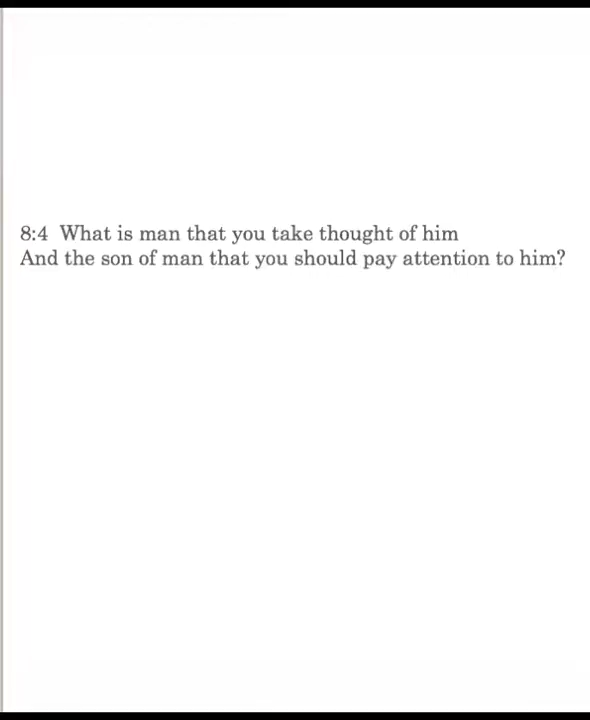 8:4 What is man that you take thought of him
And the son of man that you should pay attention to him?